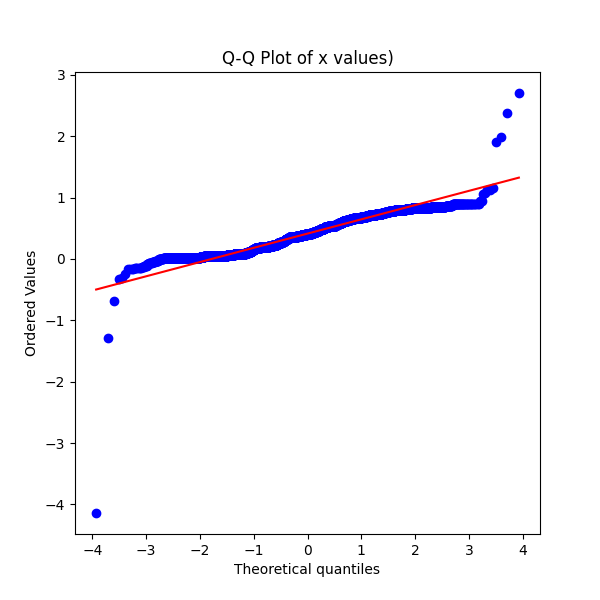 Q-Q Plot of x values)
3
2
1
0
−1
−2
−3
−4
Ordered Values
−4 −3 −2 −1 0 1 2 3 4
Theoretical quantiles